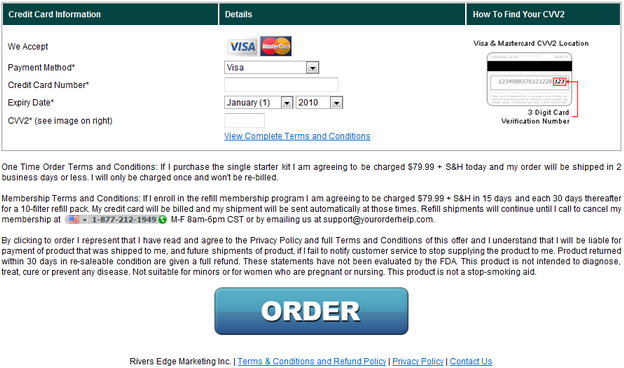 Credit Card Information Details How To Find Your CVV2
We Accept VISA MasterCard Visa & Mastercard CVV2 Location
Payment Method* Visa
Credit Card Number*
Expiry Date* January (1) 2010
CVV2* (see image on right)
123
3 Digit Card
Verification Number
View Complete Terms and Conditions
One Time Order Terms and Conditions: If I purchase the single starter kit I am agreeing to be charged $79.99 + S&H today and my order will be shipped in 2
business days or less. I will only be charged once and won't be re-billed.
Membership Terms and Conditions: If I enroll in the refill membership program I am agreeing to be charged $79.99 + S&H in 15 days and each 30 days thereafter
for a 10-filter refill pack. My credit card will be billed and my shipment will be sent automatically at those times. Refill shipments will continue until I call to cancel my
membership at 1-877-212-1949 M-F 8am-6pm CST or by emailing us at support@yourorderhelp.com.
By clicking to order I represent that I have read and agree to the Privacy Policy and full Terms and Conditions of this offer and I understand that I will be liable for
payment of product that was shipped to me, and future shipments of product, if I fail to notify customer service to stop supplying the product to me. Product returned
within 30 days in re-saleable condition are given a full refund. These statements have not been evaluated by the FDA. This product is not intended to diagnose,
treat, cure or prevent any disease. Not suitable for minors or for women who are pregnant or nursing. This product is not a stop-smoking aid.
ORDER
Rivers Edge Marketing Inc. | Terms & Conditions and Refund Policy | Privacy Policy | Contact Us